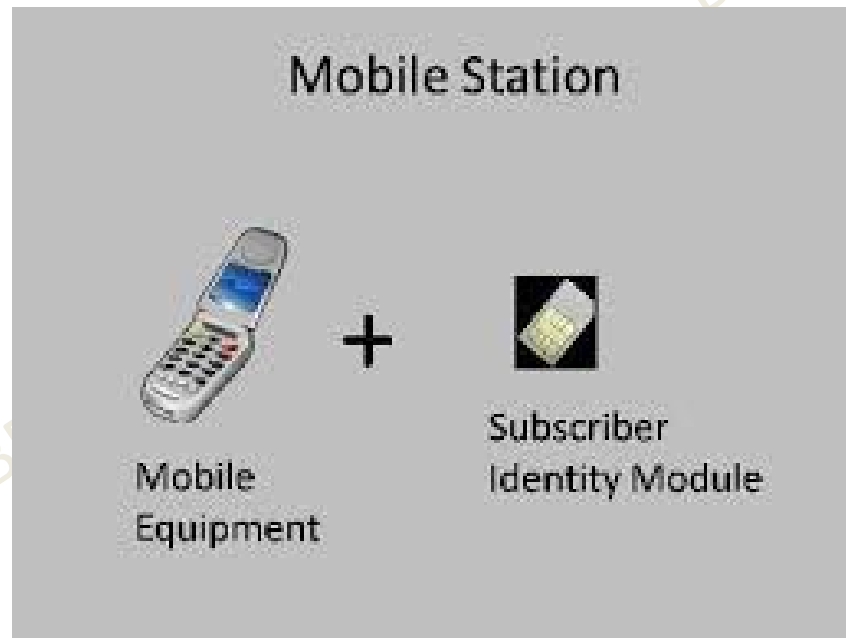 Mobile Station
+
Mobile
Equipment
Subscriber
Identity Module